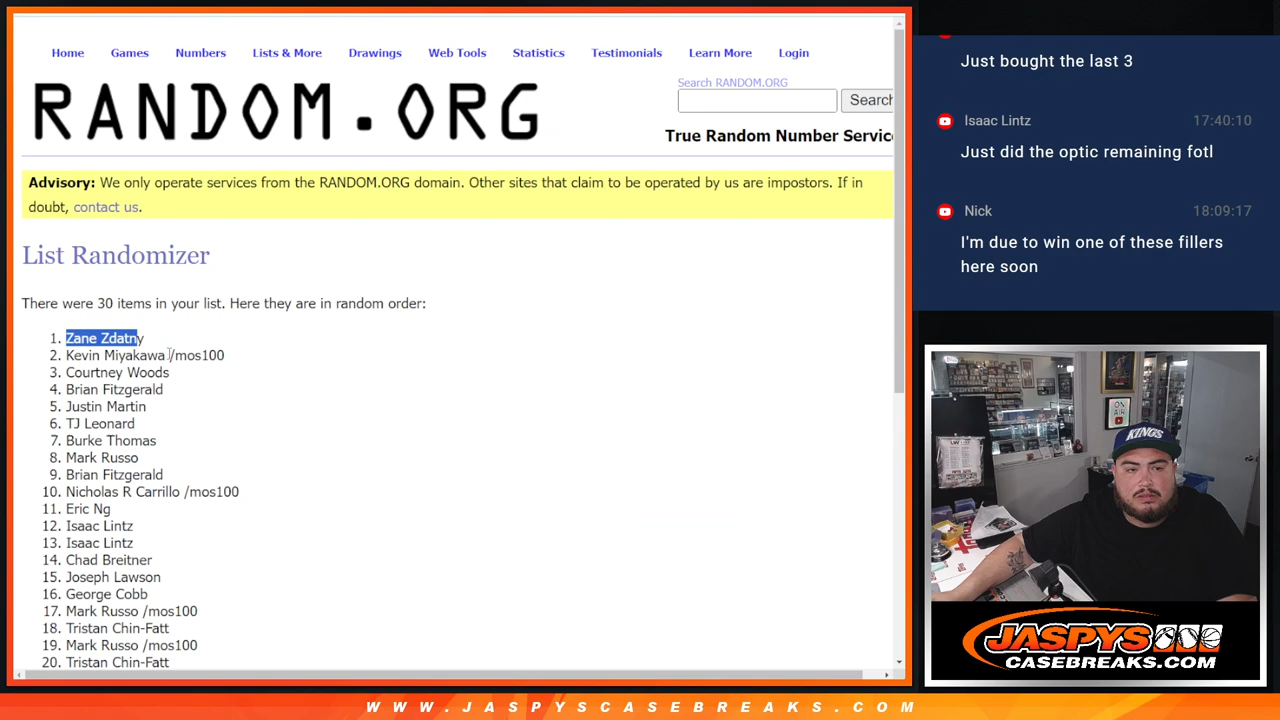 Home Games Numbers Lists & More Drawings Web Tools Statistics Testimonials Learn More Login
RANDOM.ORG
Search RANDOM.ORG
Search
True Random Number Servic
Advisory: We only operate services from the RANDOM.ORG domain. Other sites that claim to be operated by us are impostors. If in
doubt, contact us.
List Randomizer
There were 30 items in your list. Here they are in random order:
1. Zane Zdatny
2. Kevin Miyakawa /mos100
3. Courtney Woods
4. Brian Fitzgerald
5. Justin Martin
6. TJ Leonard
7. Burke Thomas
8. Mark Russo
9. Brian Fitzgerald
10. Nicholas R Carrillo /mos100
11. Eric Ng
12. Isaac Lintz
13. Isaac Lintz
14. Chad Breitner
15. Joseph Lawson
16. George Cobb
17. Mark Russo /mos100
18. Tristan Chin-Fatt
19. Mark Russo /mos100
20. Tristan Chin-Fatt
Just bought the last 3
Isaac Lintz 17:40:10
Just did the optic remaining fotl
Nick 18:09:17
I'm due to win one of these fillers
here soon
ON
AIR
KINGS
JASPYS
CASEBREAKS.COM
WWW.JASPYSCASEBREAKS.COM